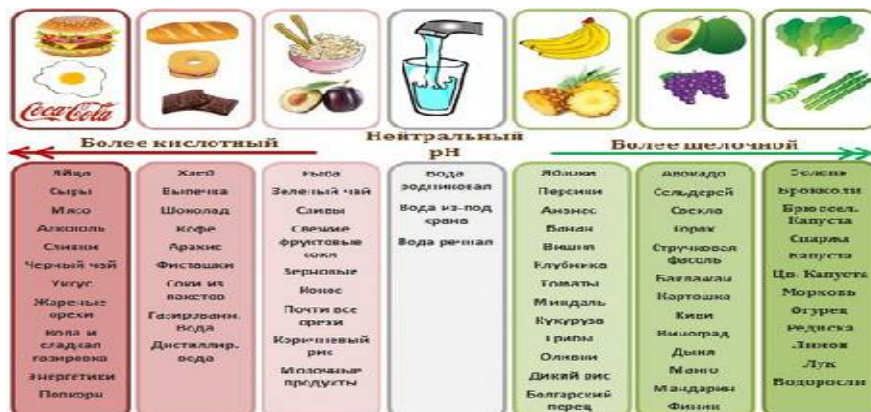 Coca-Cola
Более кислотный
Нейтральный
pH
Более щелочной
Яйца
Сыры
Мясо
Алкоголь
Сливки
Черный чай
Уксус
Жареные
орехи
Кола и
сладкая
газировка
Энергетики
Попкорн
Хлеб
Выпечка
Шоколад
Кофе
Арахис
Фисташки
Соки из
пакетов
Газированн.
Вода
Дистиллир.
вода
Рыба
Зеленый чай
Сливы
Свежие
фруктовые
соки
Зерновые
Кокос
Почти все
орехи
Коричневый
рис
Молочные
продукты
Вода
родниковая
Вода из-под
крана
Вода речная
Яблоки
Персики
Ананас
Банан
Вишня
Клубника
Томаты
Миндаль
Кукуруза
Грибы
Оливки
Дикий рис
Болгарский
перец
Авокадо
Сельдерей
Свекла
Горох
Стручковая
фасоль
Баклажан
Картошка
Киви
Виноград
Дыня
Манго
Мандарин
Финик
Зелень
Брокколи
Брюссел.
Капуста
Спаржа
Капуста
Цв. Капуста
Морковь
Огурец
Редиска
Лимон
Лук
Водоросли